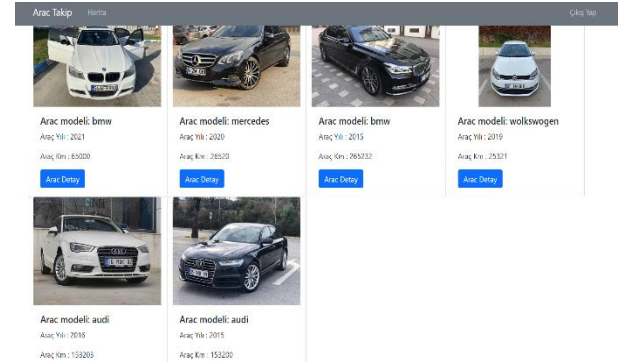 Arac Takip Harita Çıkış Yap
Arac modeli: bmw
Araç Yılı : 2021
Araç Km : 65000
Arac Detay
Arac modeli: mercedes
Araç Yılı : 2020
Araç Km : 26520
Arac Detay
Arac modeli: bmw
Araç Yılı : 2015
Araç Km : 265232
Arac Detay
Arac modeli: wolkswogen
Araç Yılı : 2019
Araç Km : 25321
Arac Detay
Arac modeli: audi
Araç Yılı : 2016
Araç Km : 153203
Arac modeli: audi
Araç Yılı : 2015
Araç Km : 153200